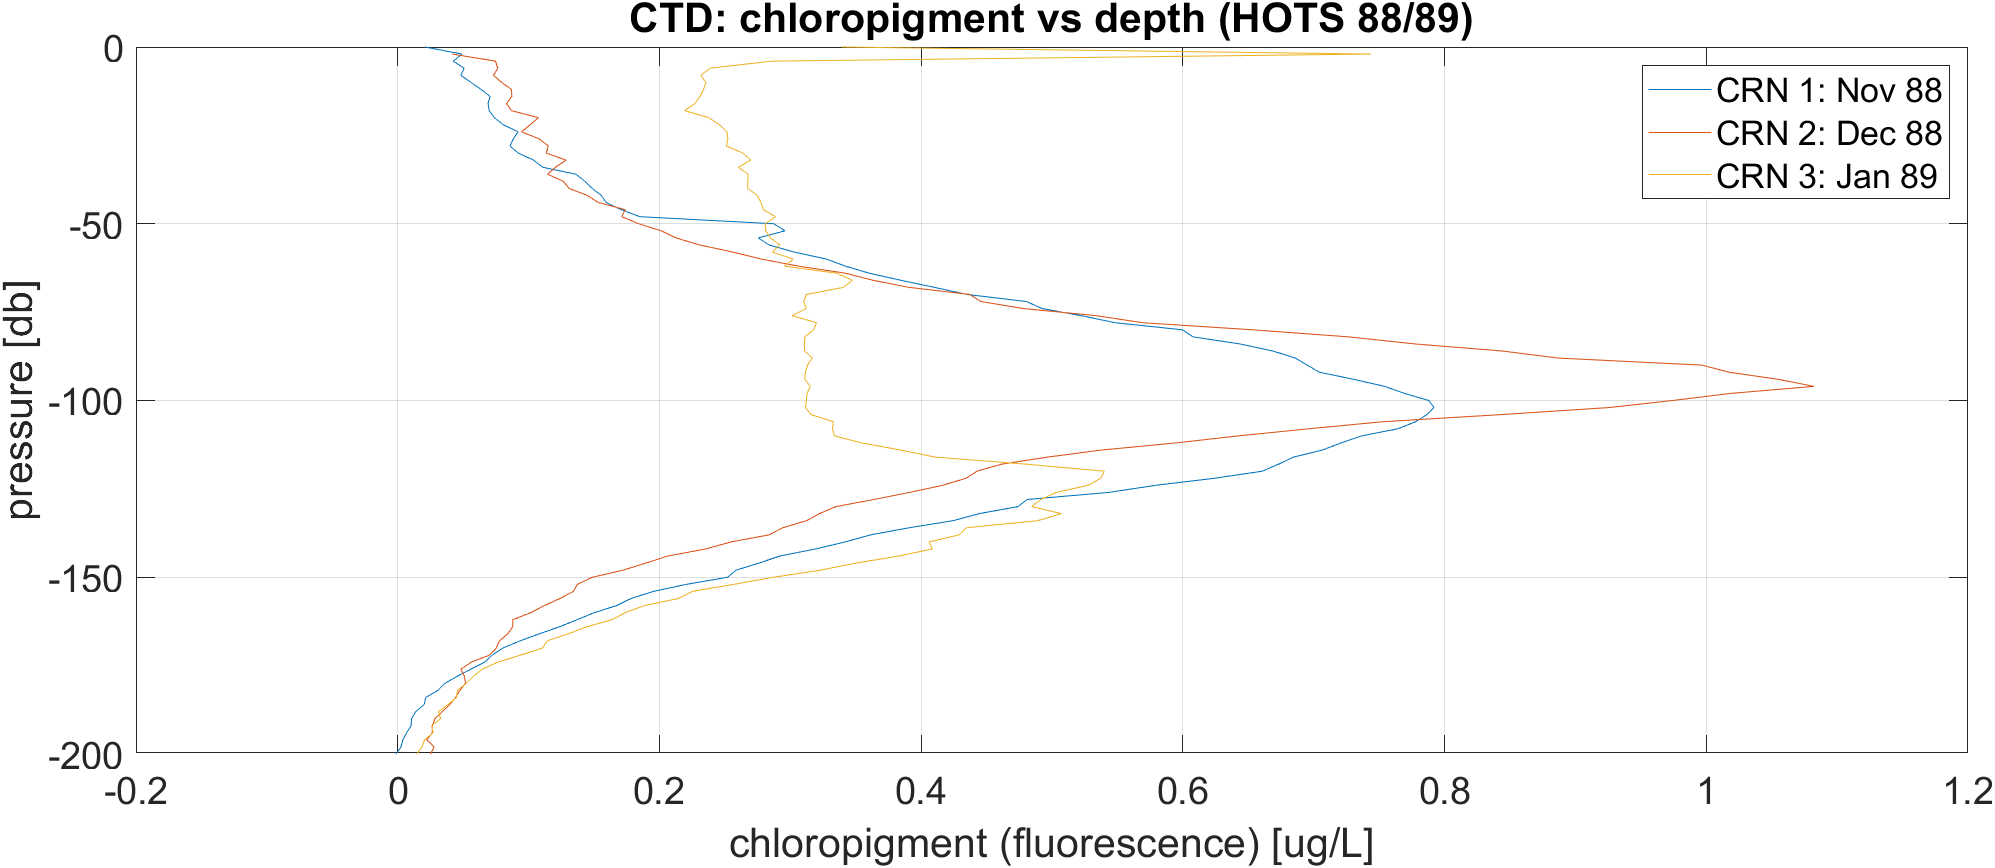 CTD: chloropigment vs depth (HOTS 88/89)
0
-50
-100
-150
-200
pressure [db]
CRN 1: Nov 88
CRN 2: Dec 88
CRN 3: Jan 89
-0.2 0 0.2 0.4 0.6 0.8 1 1.2
chloropigment (fluorescence) [ug/L]